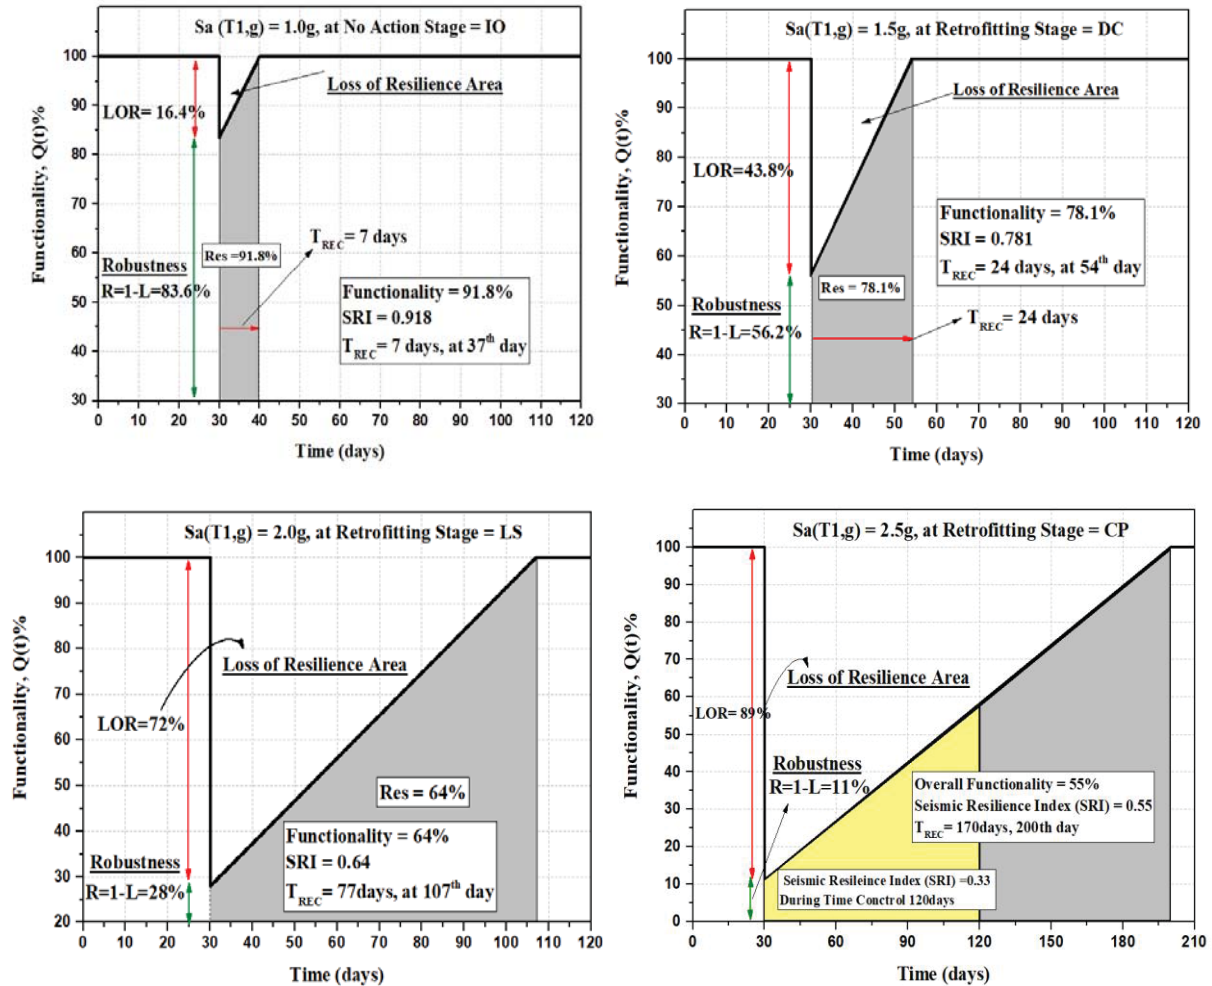 Sa (T1,g) = 1.0g, at No Action Stage = IO
100
90
80
70
60
50
40
30
Functionality, Q(t)%
LOR= 16.4%
Loss of Resilience Area
Res =91.8%
TREC= 7 days
Robustness
R=1-L=83.6%
Functionality = 91.8%
SRI = 0.918
TREC= 7 days, at 37th day
0 10 20 30 40 50 60 70 80 90 100 110 120
Time (days)
Sa(T1,g) = 1.5g, at Retrofitting Stage = DC
100
90
80
70
60
50
40
30
Functionality, Q(t)%
Loss of Resilience Area
LOR=43.8%
Functionality = 78.1%
SRI = 0.781
TREC = 24 days, at 54th day
Res = 78.1%
Robustness
R=1-L=56.2%
TREC= 24 days
0 10 20 30 40 50 60 70 80 90 100 110 120
Time (days)
Sa(T1,g) = 2.0g, at Retrofitting Stage = LS
100
90
80
70
60
50
40
30
20
Functionality, Q(t)%
Loss of Resilience Area
LOR=72%
Res = 64%
Functionality = 64%
SRI = 0.64
TREC= 77days, at 107th day
Robustness
R=1-L=28%
0 10 20 30 40 50 60 70 80 90 100 110 120
Time (days)
Sa(T1,g) = 2.5g, at Retrofitting Stage = CP
100
90
80
70
60
50
40
30
20
10
0
Functionality, Q(t)%
Loss of Resilience Area
LOR= 89%
Robustness
R=1-L=11%
Overall Functionality = 55%
Seismic Resilience Index (SRI) = 0.55
TREC= 170days, 200th day
Seismic Resileince Index (SRI) =0.33
During Time Conctrol 120days
0 30 60 90 120 150 180 210
Time (days)